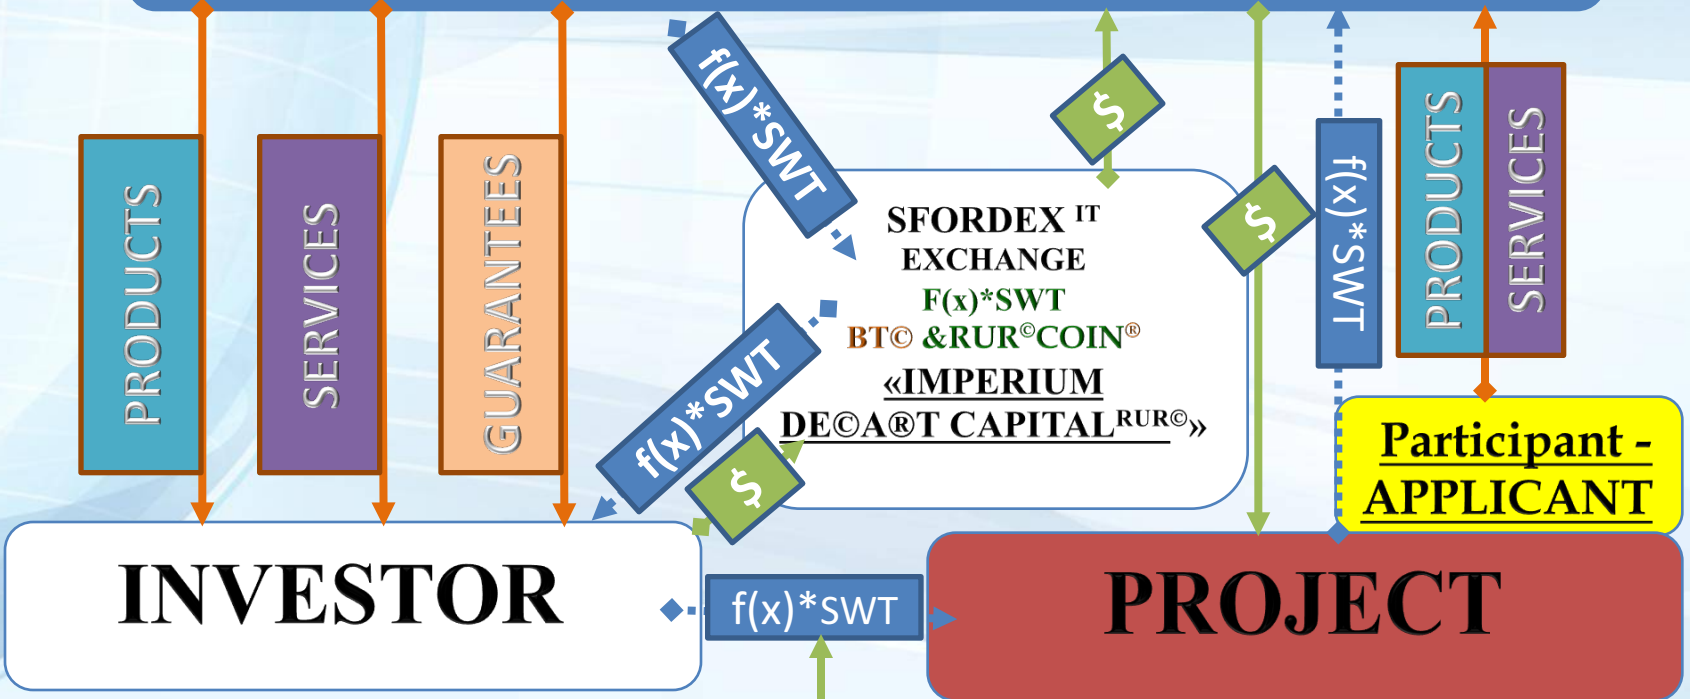 f(x)*SWT
$
$
f(x)*SWT
PRODUCTS
SERVICES
PRODUCTS
SERVICES
GUARANTEES
SFORDEX IT
EXCHANGE
F(x)*SWT
BT© &RUR©COIN®
«IMPERIUM
DE©A®T CAPITALRUR©»
f(x)*SWT
$
Participant -
APPLICANT
INVESTOR
f(x)*SWT
PROJECT